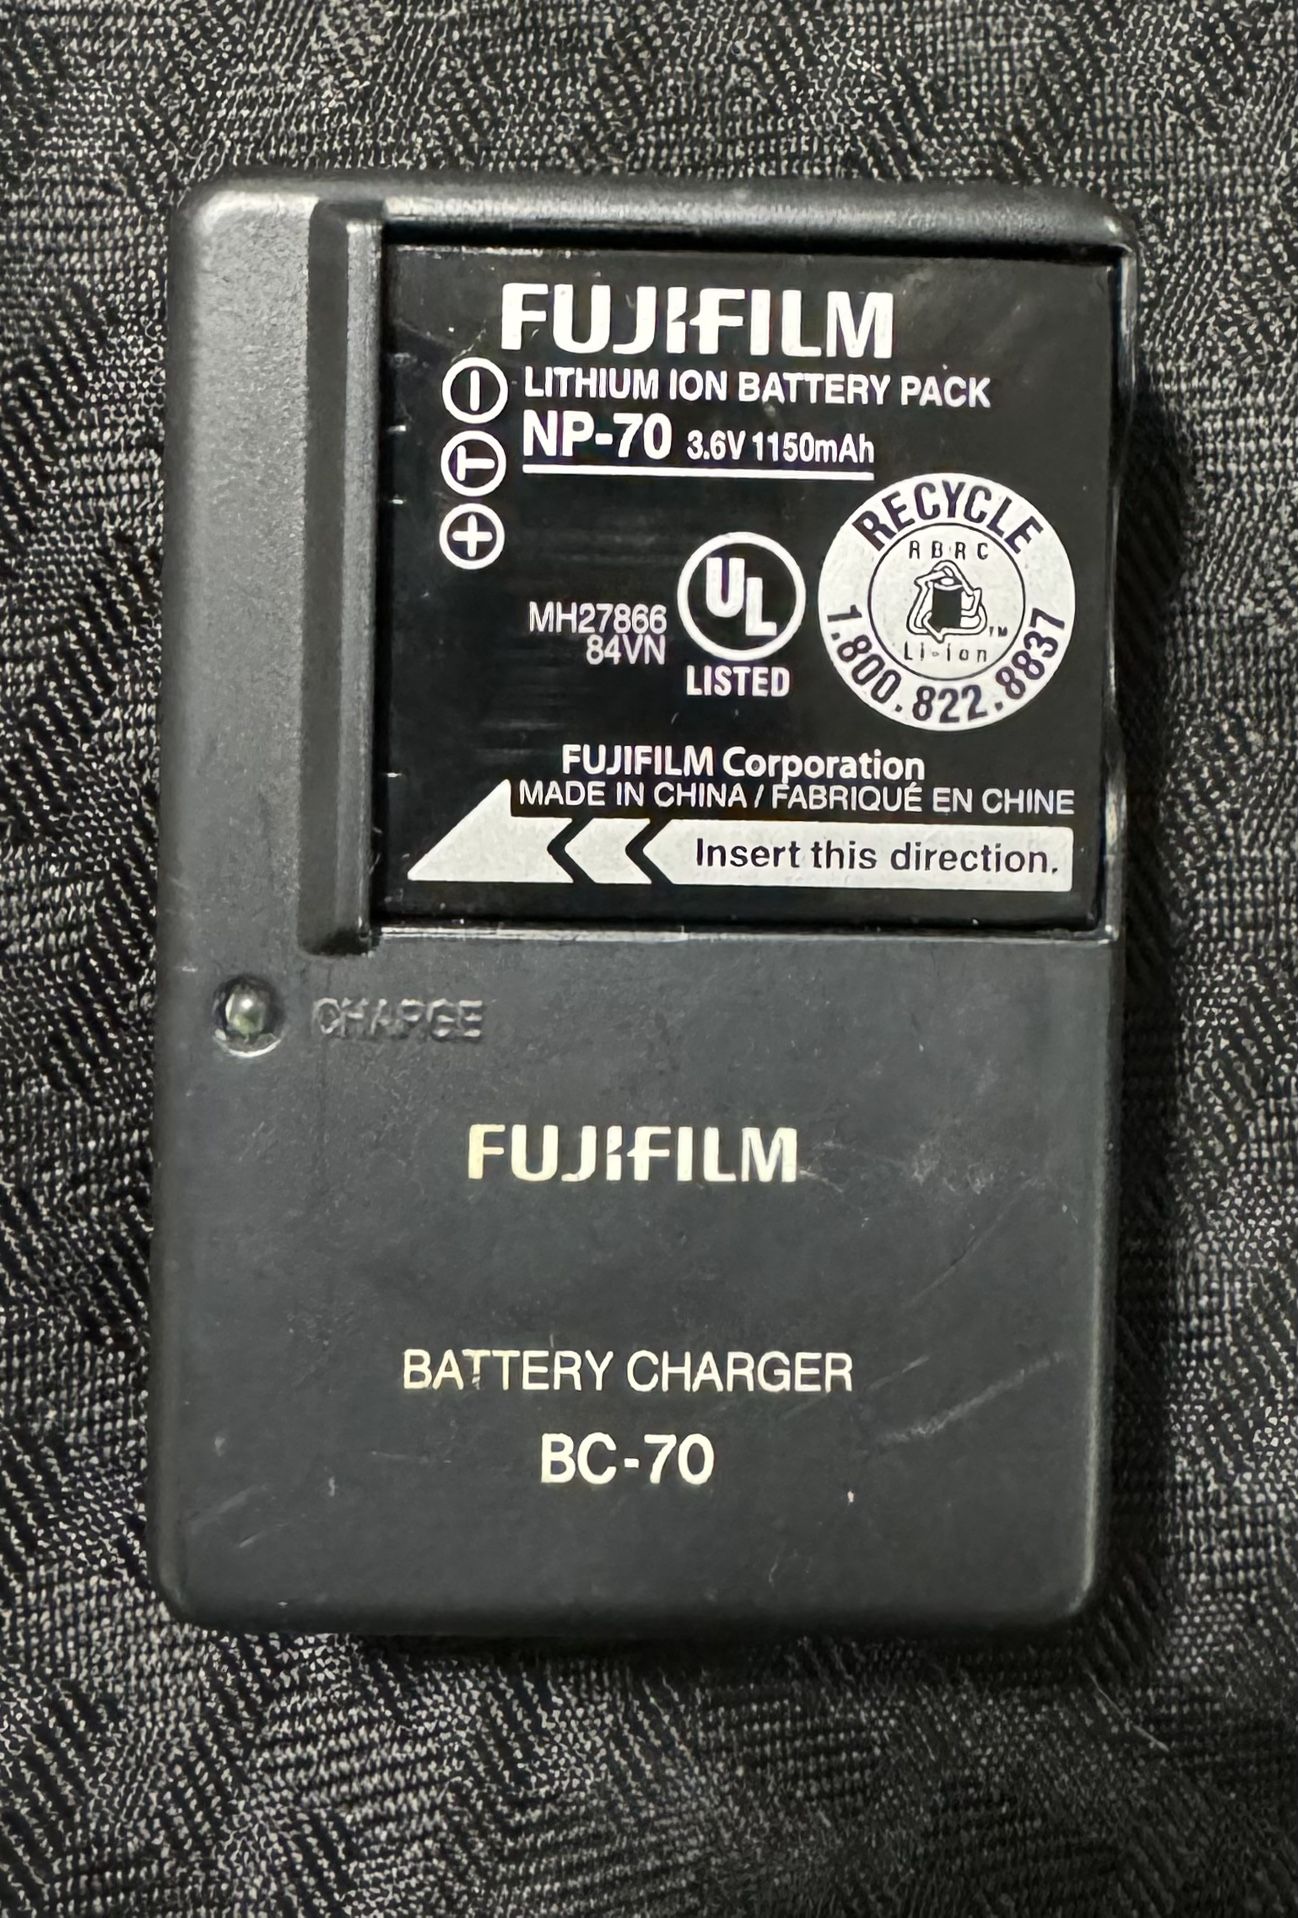 FUJIFILM
LITHIUM ION BATTERY PACK
NP-70 3.6V 1150mAh
T
MH27866
84VN
UL
LISTED
RECYCLE
RBRC
Li-ion
TM
1.800.822.8837
FUJIFILM Corporation
MADE IN CHINA / FABRIQUÉ EN CHINE
Insert this direction.
CHARGE
FUJIFILM
BATTERY CHARGER
BC-70